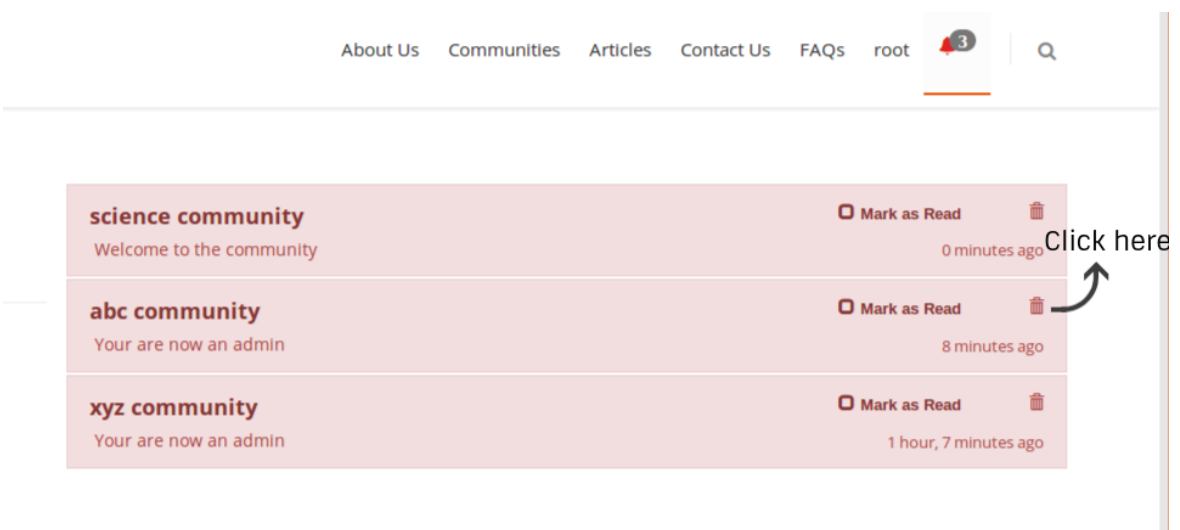 About Us Communities Articles Contact Us FAQs root 3
science community Mark as Read
Welcome to the community 0 minutes ago
Click here
abc community Mark as Read
Your are now an admin 8 minutes ago
xyz community Mark as Read
Your are now an admin 1 hour, 7 minutes ago